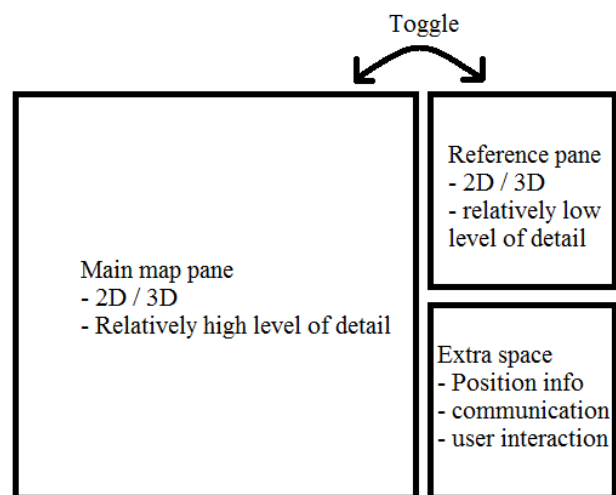 Toggle
Main map pane
- 2D / 3D
- Relatively high level of detail
Reference pane
- 2D / 3D
- relatively low
level of detail
Extra space
- Position info
- communication
- user interaction